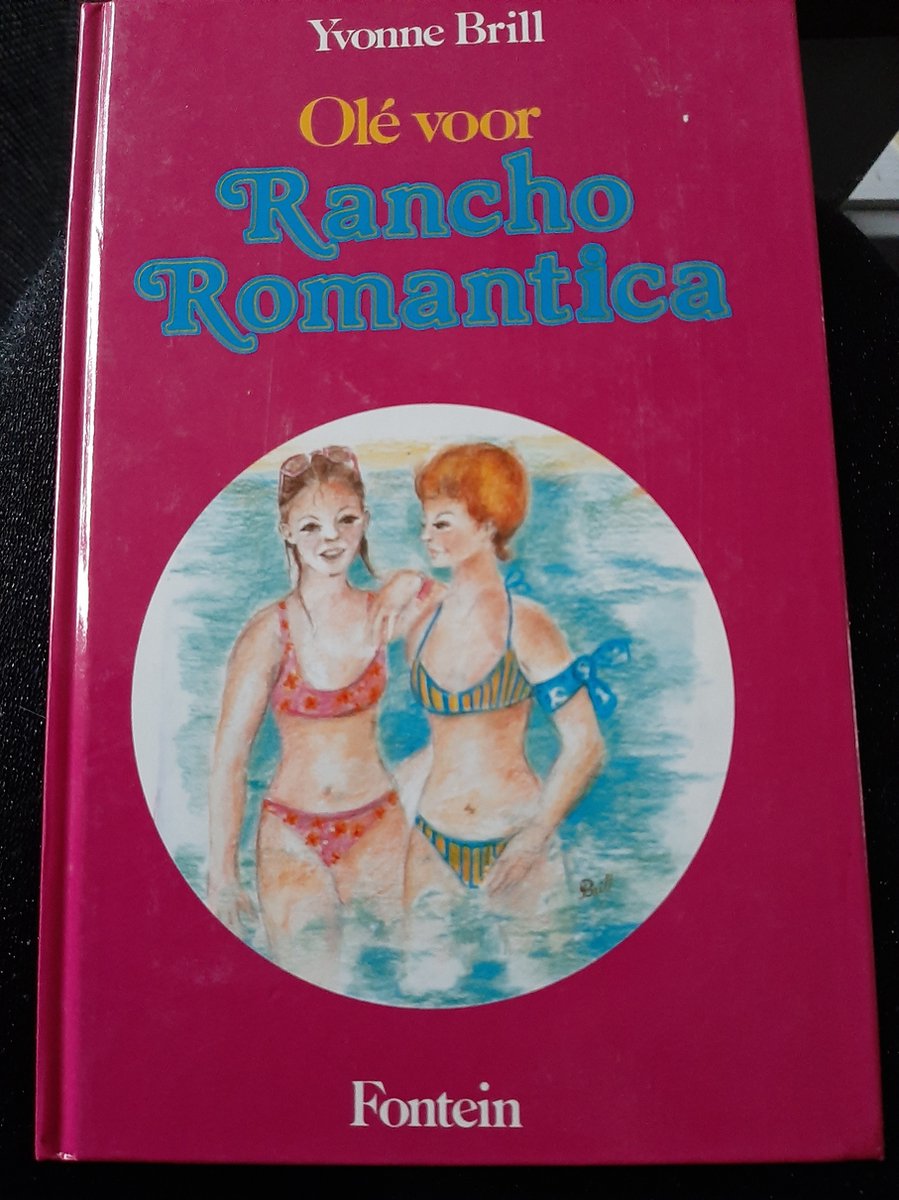 Yvonne Brill
Olé voor
Rancho
Romantica
Brill
Fontein